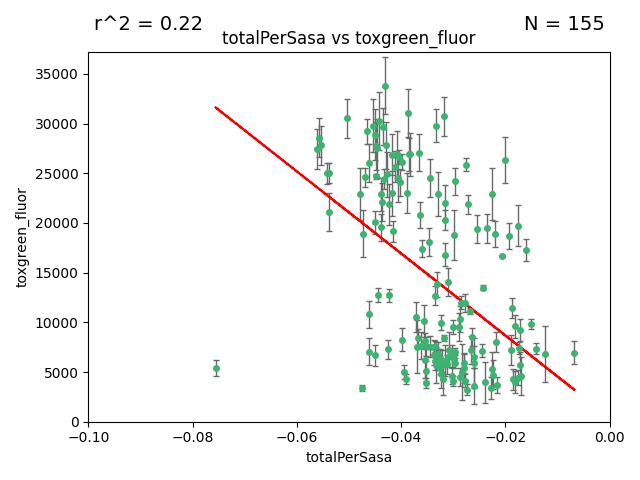 r^2 = 0.22
N = 155
totalPerSasa vs toxgreen_fluor
35000
30000
25000
20000
15000
10000
5000
0
toxgreen_fluor
−0.10
−0.08
−0.06
−0.04
−0.02
0.00
totalPerSasa